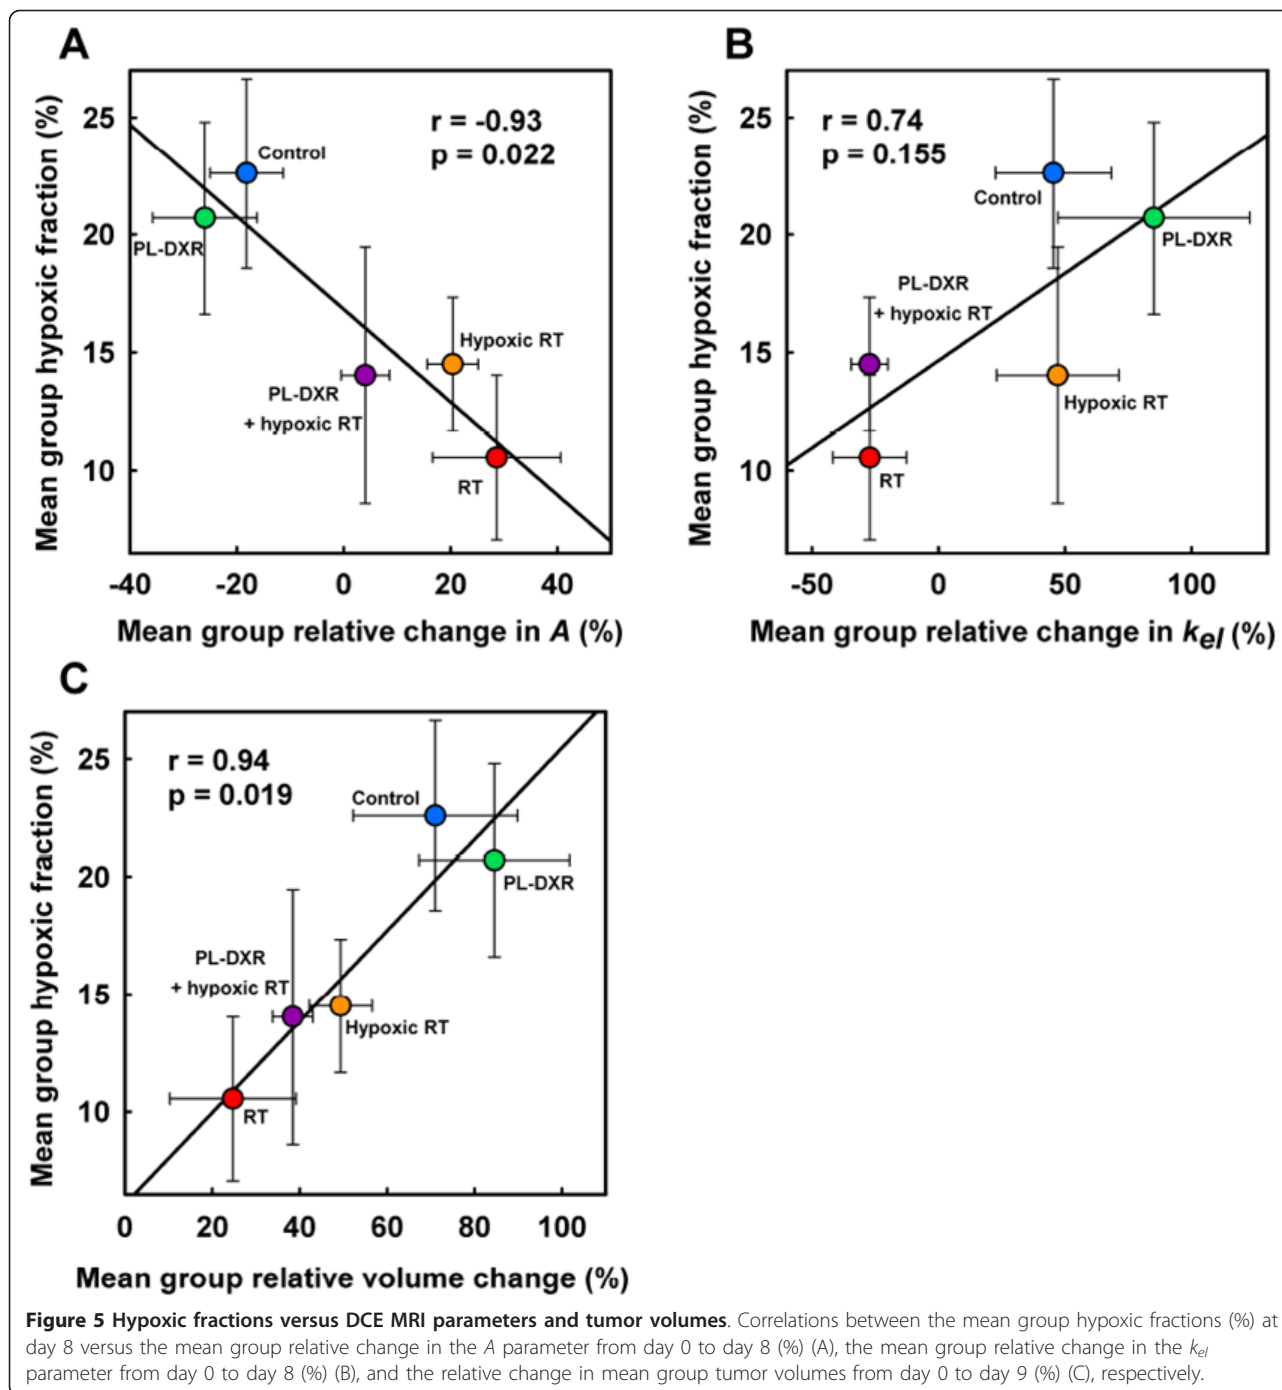 A
Mean group hypoxic fraction (%)
25
20
15
10
r = -0.93
p = 0.022
Control
PL-DXR
Hypoxic RT
PL-DXR
+ hypoxic RT
RT
-40
-20
0
20
40
Mean group relative change in A (%)
B
Mean group hypoxic fraction (%)
25
20
15
10
r = 0.74
p = 0.155
Control
PL-DXR
PL-DXR
+ hypoxic RT
Hypoxic RT
RT
-50
0
50
100
Mean group relative change in kel (%)
C
Mean group hypoxic fraction (%)
25
20
15
10
r = 0.94
p = 0.019
Control
PL-DXR
PL-DXR
+ hypoxic RT
Hypoxic RT
RT
0
20
40
60
80
100
Mean group relative volume change (%)
Figure 5 Hypoxic fractions versus DCE MRI parameters and tumor volumes. Correlations between the mean group hypoxic fractions (%) at
day 8 versus the mean group relative change in the A parameter from day 0 to day 8 (%) (A), the mean group relative change in the kel
parameter from day 0 to day 8 (%) (B), and the relative change in mean group tumor volumes from day 0 to day 9 (%) (C), respectively.